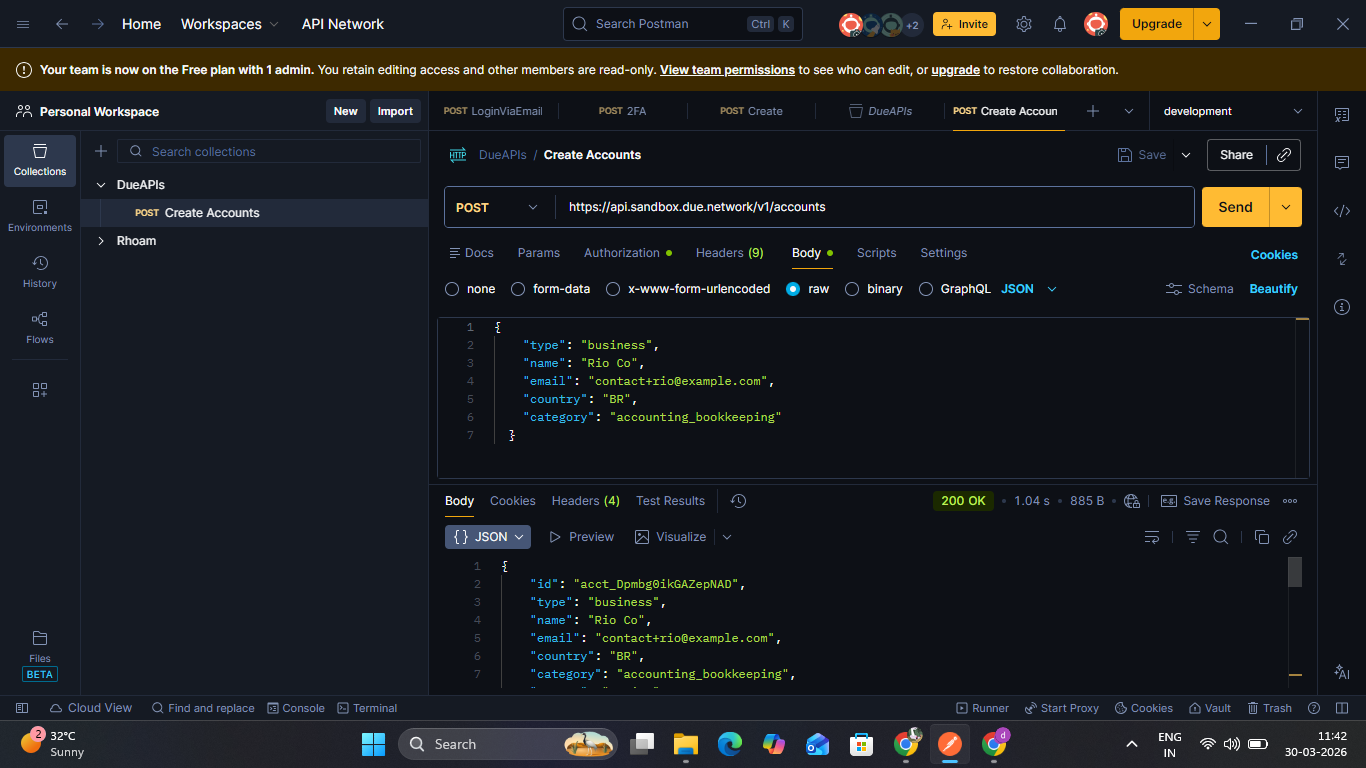 Home Workspaces API Network Search Postman Ctrl K +2 Invite Upgrade
Your team is now on the Free plan with 1 admin. You retain editing access and other members are read-only. View team permissions to see who can edit, or upgrade to restore collaboration.
Personal Workspace New Import POST LoginViaEmail POST 2FA POST Create DueAPIs POST Create Accoun development
Search collections
Collections
DueAPIs
POST Create Accounts
Rhoam
Environments
History
Flows
Files
BETA
HTTP DueAPIs / Create Accounts Save Share
POST https://api.sandbox.due.network/v1/accounts Send
Docs Params Authorization Headers (9) Body Scripts Settings Cookies
none form-data x-www-form-urlencoded raw binary GraphQL JSON Schema Beautify
1 {
2 "type": "business",
3 "name": "Rio Co",
4 "email": "contact+rio@example.com",
5 "country": "BR",
6 "category": "accounting_bookkeeping"
7 }
Body Cookies Headers (4) Test Results 200 OK • 1.04 s • 885 B e.g. Save Response
{} JSON Preview Visualize
1 {
2 "id": "acct_Dpmbg0ikGAZepNAD",
3 "type": "business",
4 "name": "Rio Co",
5 "email": "contact+rio@example.com",
6 "country": "BR",
7 "category": "accounting_bookkeeping",
Cloud View Find and replace Console Terminal Runner Start Proxy Cookies Vault Trash
2 32°C
Sunny
Search
d
ENG
IN
11:42
30-03-2026